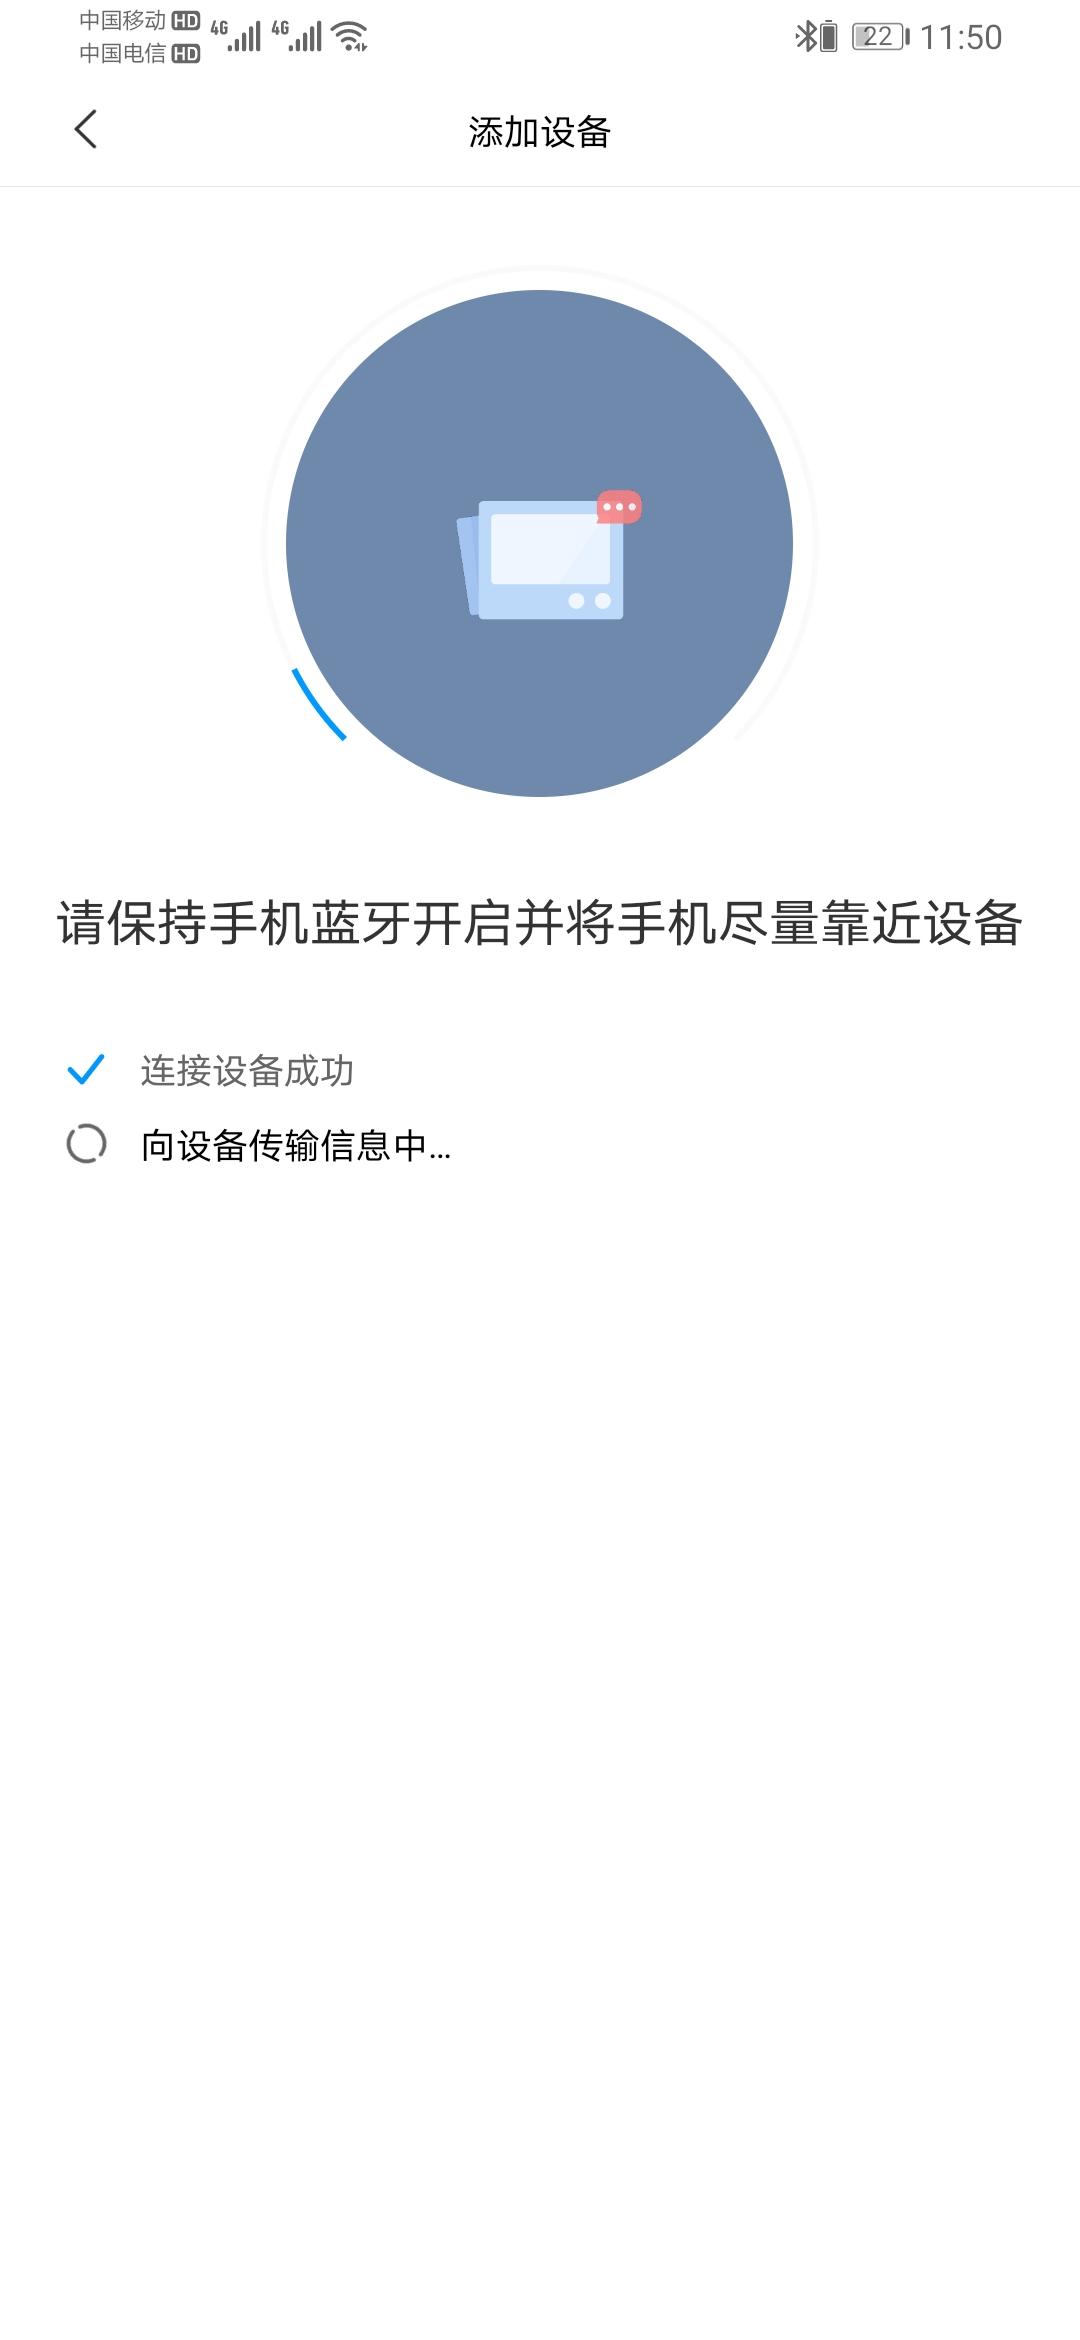 中国移动 HD 4G 4G 22 11:50
中国电信 HD
添加设备
请保持手机蓝牙开启并将手机尽量靠近设备
连接设备成功
向设备传输信息中...